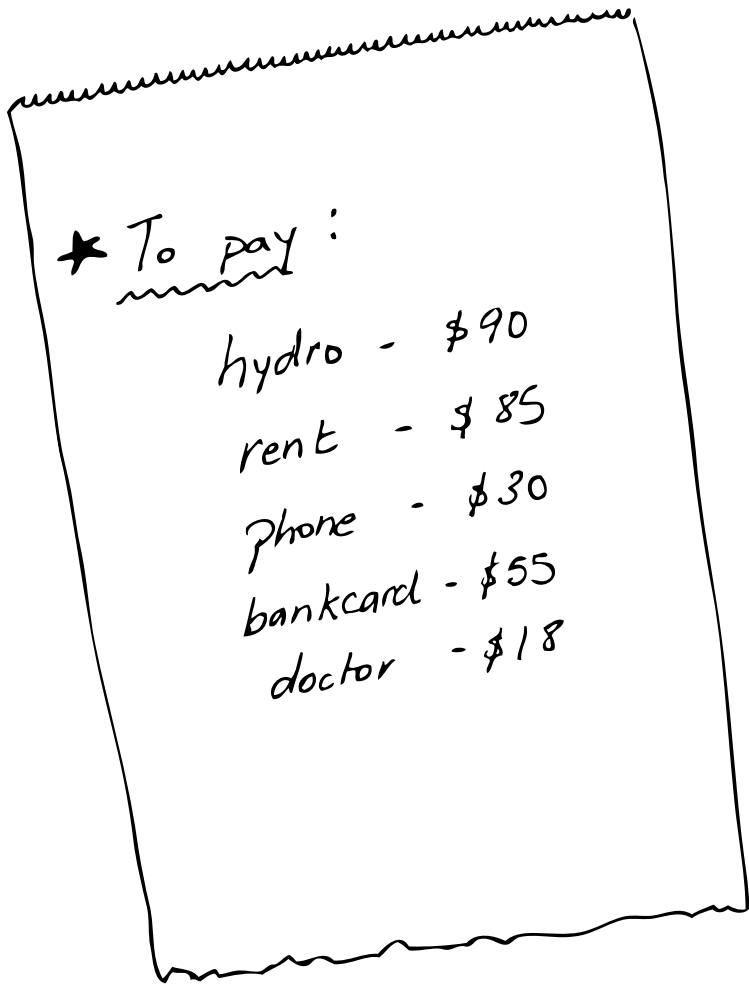 ★ To pay :
hydro - $90
rent - $85
phone - $30
bankcard - $55
doctor - $18